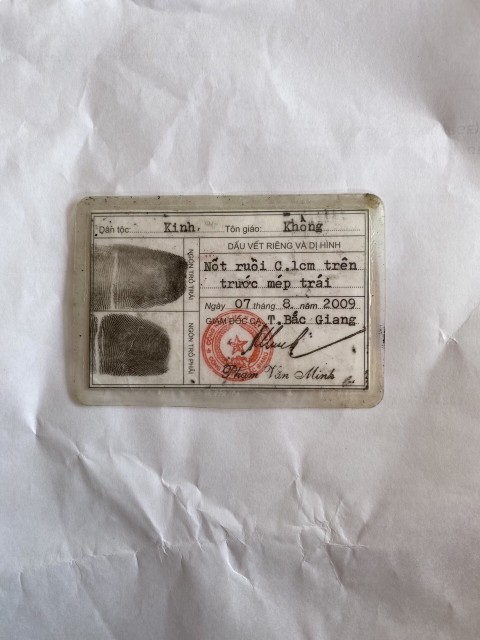 Dân tộc: Kinh, Tôn giáo: Không
DẤU VẾT RIÊNG VÀ DỊ HÌNH
Nốt ruồi C.1cm trên
trước mép trái
Ngày 07 tháng 8. năm 2009
GIÁM ĐỐC CA T.Bắc Giang
Phạm Văn Minh
NGÓN TRỎ TRÁI
NGÓN TRỎ PHẢI